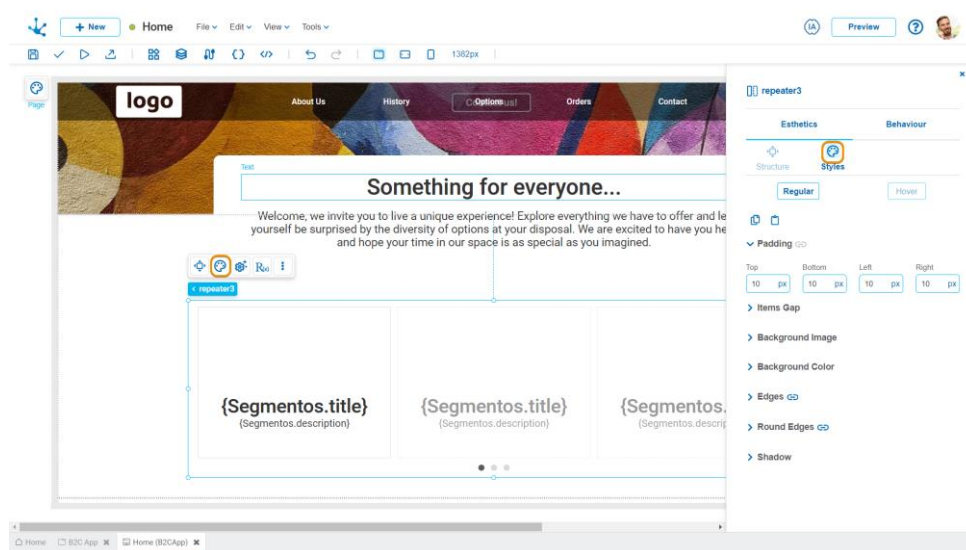 + New
Home
File
Edit
View
Tools
IA
Preview
?
1382px
Page
logo
About Us
History
Options
Orders
Contact
Text
Something for everyone...
Welcome, we invite you to live a unique experience! Explore everything we have to offer and le
yourself be surprised by the diversity of options at your disposal. We are excited to have you he
and hope your time in our space is as special as you imagined.
R(x)
< repeater3
{Segmentos.title}
{Segmentos.title}
{Segmentos.
{Segmentos.description}
{Segmentos.description}
{Segmentos.descrip
repeater3
Esthetics
Behaviour
Structure
Styles
Regular
Hover
Padding
Top
Bottom
Left
Right
10 px
10 px
10 px
10 px
Items Gap
Background Image
Background Color
Edges
Round Edges
Shadow
Home
B2C App
Home (B2CApp)